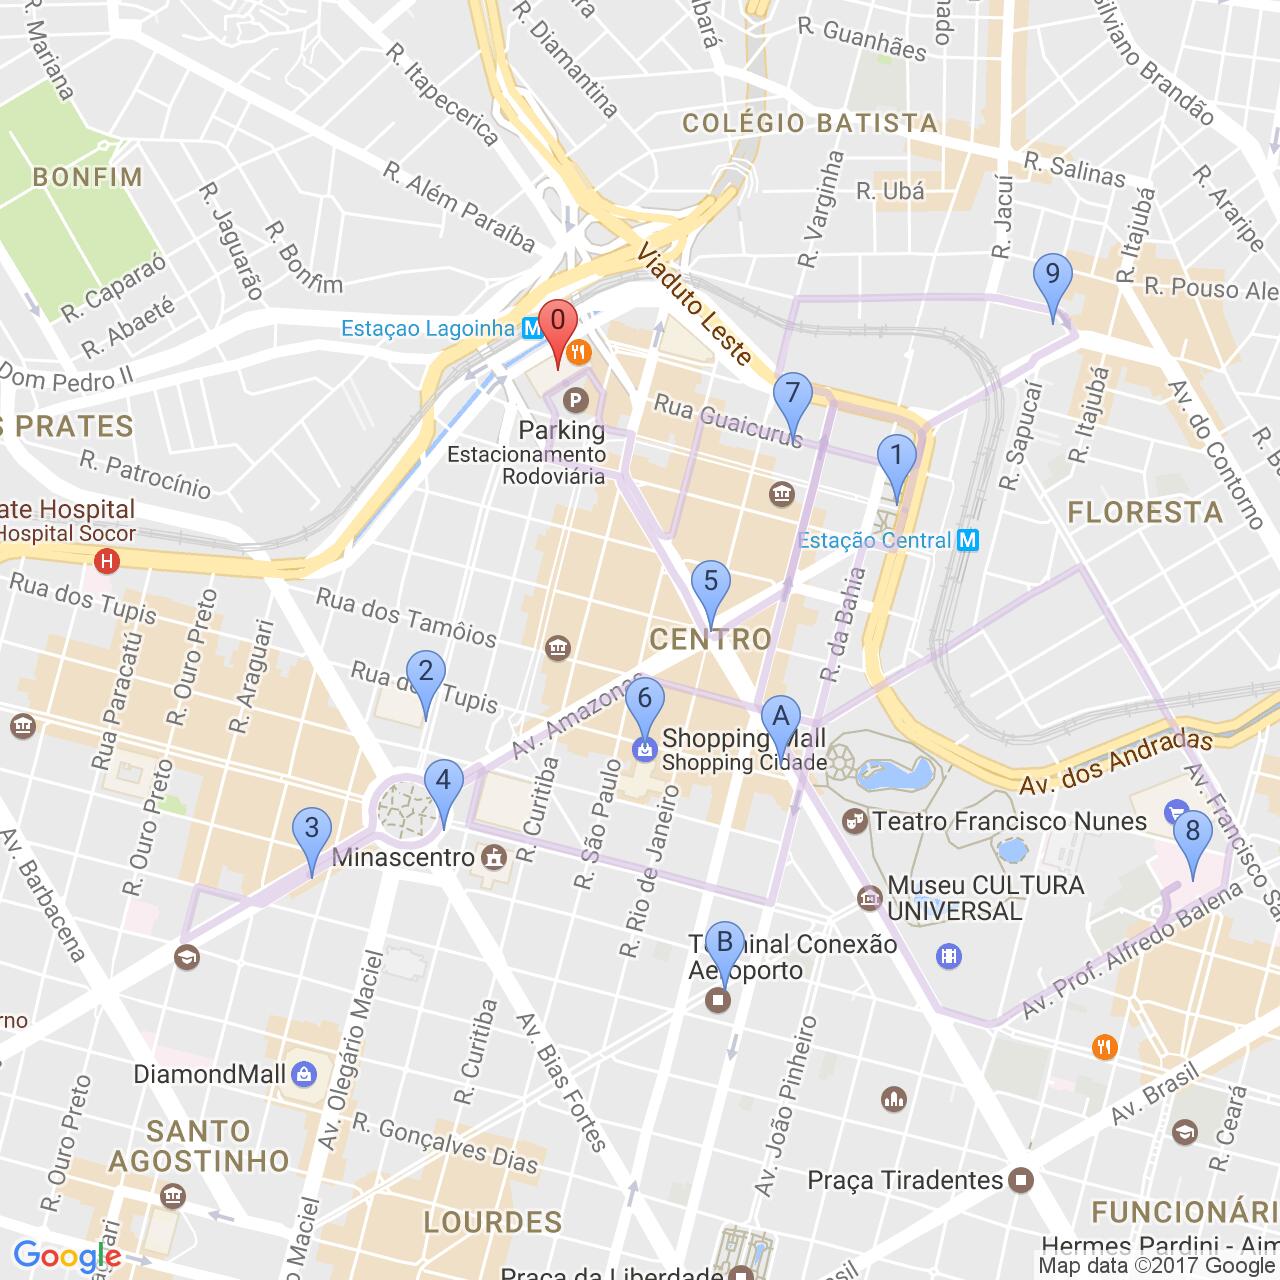 R. Mariana
R. Itapecerica
R. Diamantina
R. Guanhães
Silviano Brandão
COLÉGIO BATISTA
R. Salinas
R. Araripe
BONFIM
R. Além Paraíba
R. Jaguarão
R. Bonfim
R. Varginha
R. Ubá
R. Jacuí
R. Itajubá
R. Caparaó
R. Abaeté
Viaduto Leste
9
R. Pouso Ale
Estaçao Lagoinha
M
0
Dom Pedro II
7
Rua Guaicurus
P
Parking
Estacionamento
Rodoviária
S PRATES
R. Patrocínio
1
R. Sapucaí
R. Itajubá
Av. do Contorno
FLORESTA
ate Hospital
Hospital Socor
H
Estação Central
M
Rua dos Tupis
R. Ouro Preto
Rua Paracatú
R. Araguari
Rua dos Tamôios
5
CENTRO
R. da Bahia
2
Rua dos Tupis
6
Shopping Mall
Shopping Cidade
A
Av. Amazonas
Av. dos Andradas
Av. Francisco Sa
4
3
Minascentro
R. Curitiba
R. São Paulo
R. Rio de Janeiro
Teatro Francisco Nunes
8
R. Ouro Preto
Av. Barbacena
Museu CULTURA
UNIVERSAL
B
Terminal Conexão
Aeroporto
Av. Prof. Alfredo Balena
rno
Av. Olegário Maciel
R. Curitiba
Av. Bias Fortes
Av. João Pinheiro
DiamondMall
Av. Brasil
R. Ceará
R. Ouro Preto
SANTO
AGOSTINHO
R. Gonçalves Dias
Praça Tiradentes
LOURDES
FUNCIONÁRI
Hermes Pardini - Aim
Google
Praça da Liberdade
Map data ©2017 Google